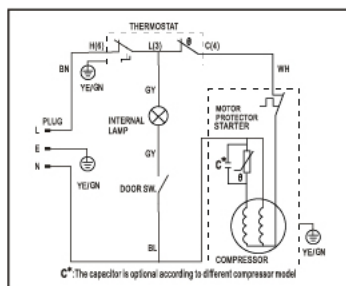 THERMOSTAT
H(6) L(3) θ C(4)
BN
YE/GN
GY
WH
PLUG
L
E
N
INTERNAL
LAMP
MOTOR
PROTECTOR
STARTER
GY
C*
θ
YE/GN
DOOR SW.
BL
YE/GN
COMPRESSOR
C*:The capacitor is optional according to different compressor model